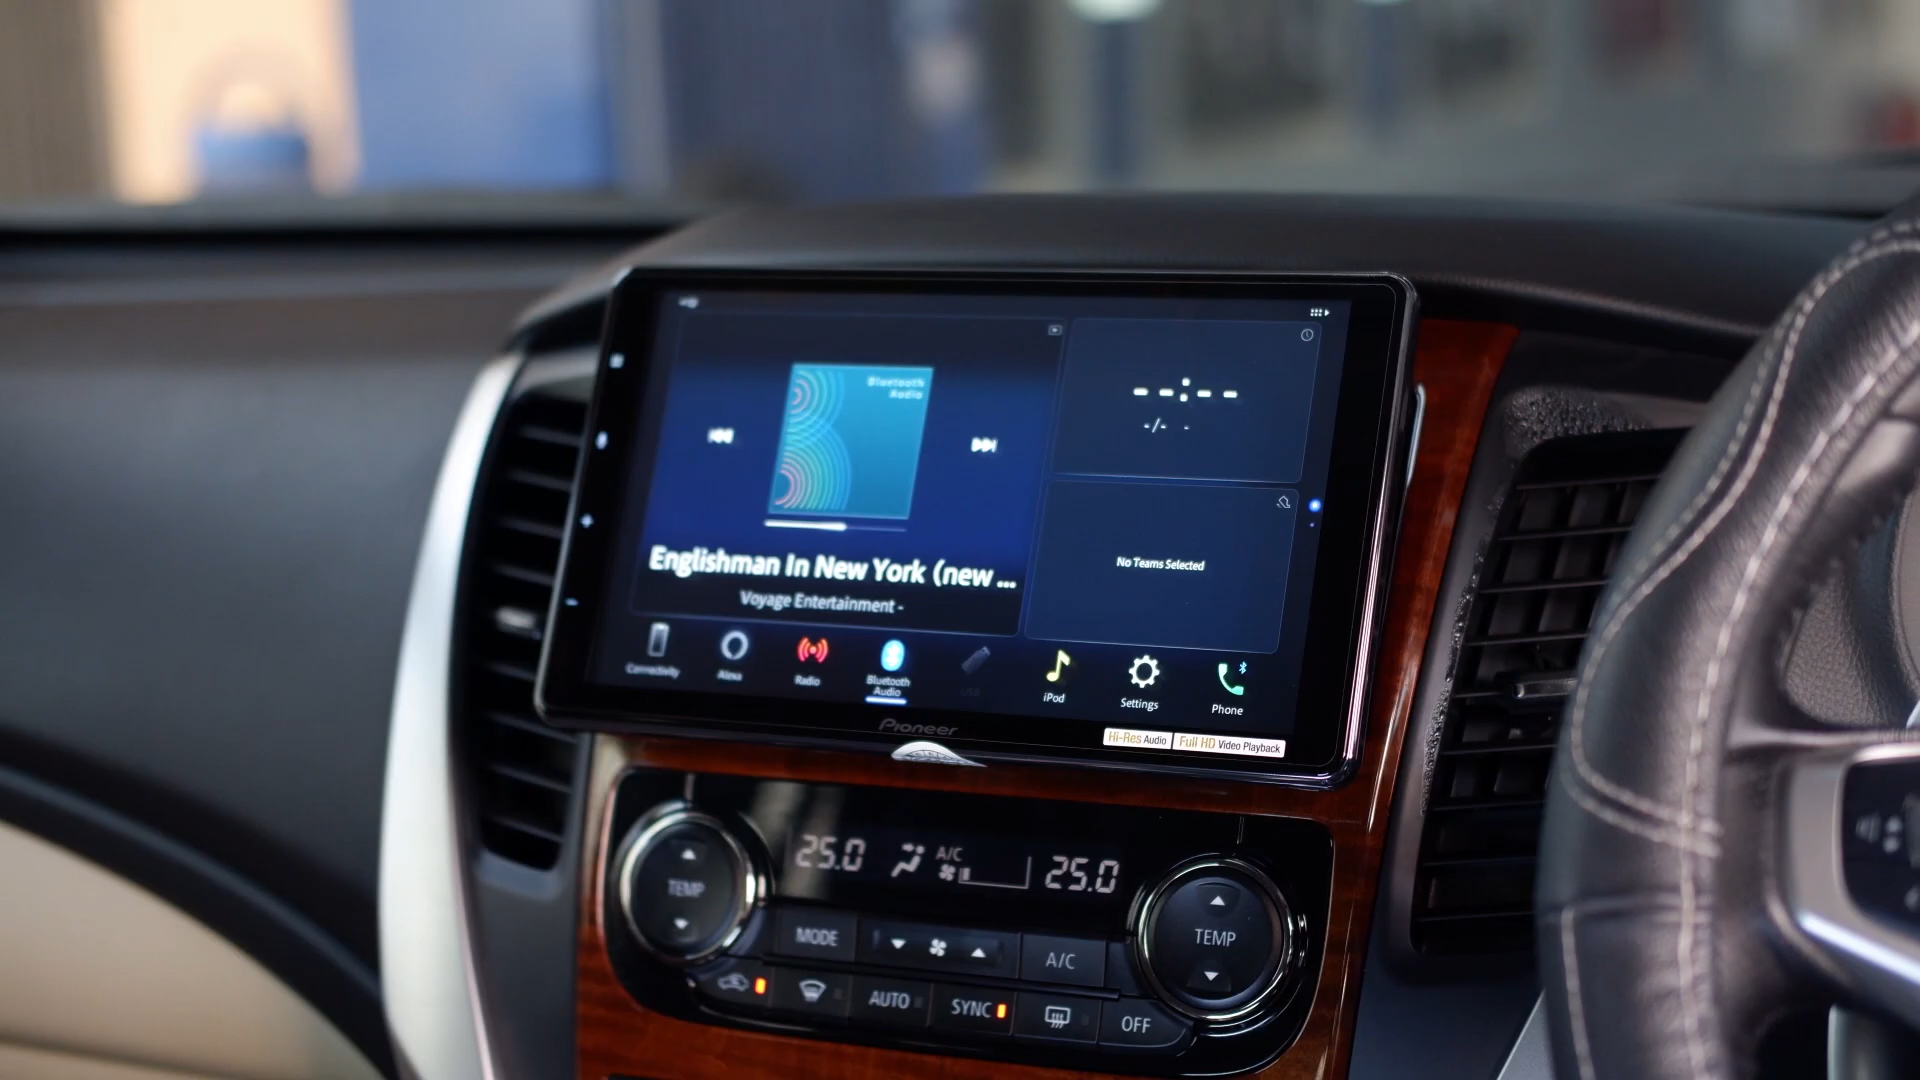 Bluetooth
Audio
--:--
-/- -
Englishman In New York (new ...
Voyage Entertainment -
No Teams Selected
Connectivity
Alexa
Radio
Bluetooth
Audio
USB
iPod
Settings
Phone
Pioneer
Hi-Res Audio
Full HD Video Playback
25.0
A/C
25.0
TEMP
MODE
A/C
TEMP
AUTO
SYNC
OFF